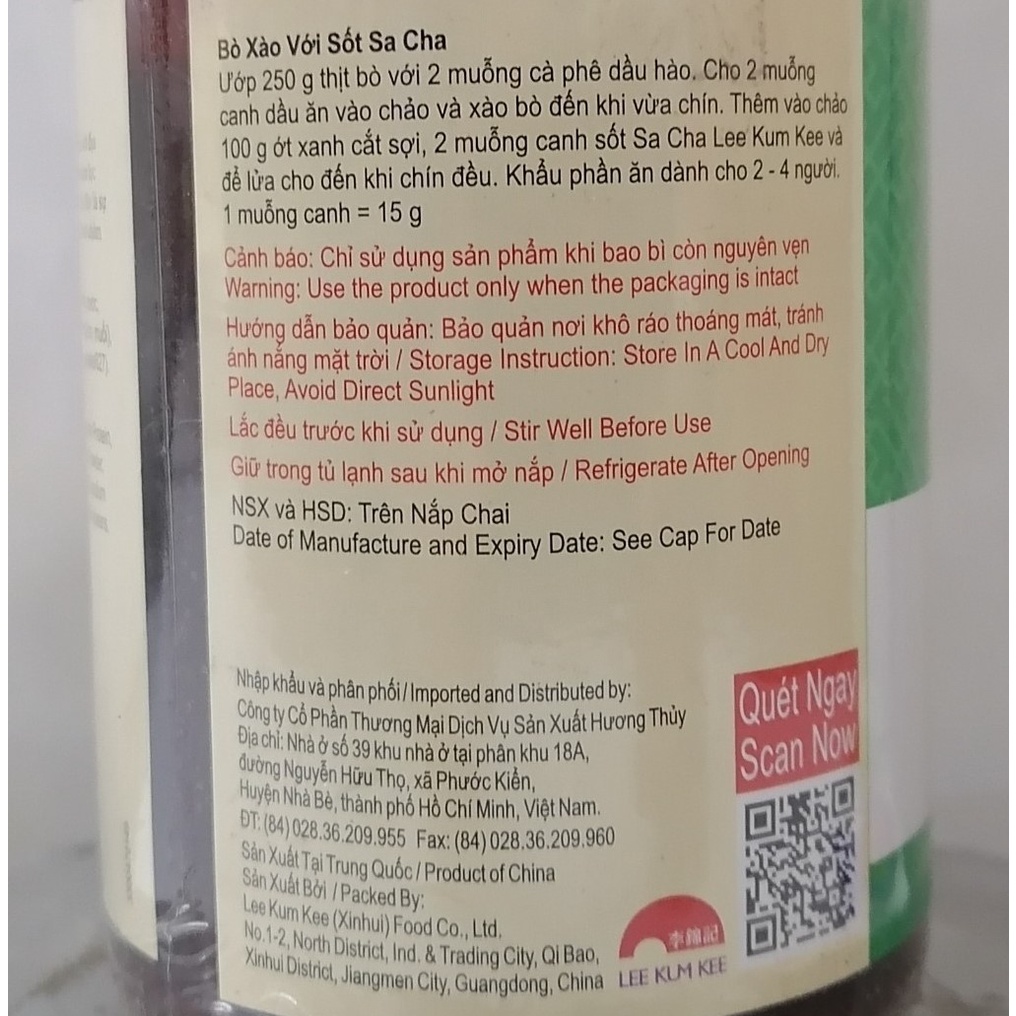 Bò Xào Với Sốt Sa Cha
Ướp 250 g thịt bò với 2 muỗng cà phê dầu hào. Cho 2 muỗng
canh dầu ăn vào chảo và xào bò đến khi vừa chín. Thêm vào chảo
100 g ớt xanh cắt sợi, 2 muỗng canh sốt Sa Cha Lee Kum Kee và
để lửa cho đến khi chín đều. Khẩu phần ăn dành cho 2 - 4 người.
1 muỗng canh = 15 g
Cảnh báo: Chỉ sử dụng sản phẩm khi bao bì còn nguyên vẹn
Warning: Use the product only when the packaging is intact
Hướng dẫn bảo quản: Bảo quản nơi khô ráo thoáng mát, tránh
ánh nắng mặt trời / Storage Instruction: Store In A Cool And Dry
Place, Avoid Direct Sunlight
Lắc đều trước khi sử dụng / Stir Well Before Use
Giữ trong tủ lạnh sau khi mở nắp / Refrigerate After Opening
NSX và HSD: Trên Nắp Chai
Date of Manufacture and Expiry Date: See Cap For Date
Nhập khẩu và phân phối / Imported and Distributed by:
Công ty Cổ Phần Thương Mại Dịch Vụ Sản Xuất Hương Thủy
Địa chỉ: Nhà ở số 39 khu nhà ở tại phân khu 18A,
đường Nguyễn Hữu Thọ, xã Phước Kiển,
Huyện Nhà Bè, thành phố Hồ Chí Minh, Việt Nam.
ĐT: (84) 028.36.209.955 Fax: (84) 028.36.209.960
Sản Xuất Tại Trung Quốc / Product of China
Sản Xuất Bởi / Packed By:
Lee Kum Kee (Xinhui) Food Co., Ltd.
No.1-2, North District, Ind. & Trading City, Qi Bao,
Xinhui District, Jiangmen City, Guangdong, China
Quét Ngay
Scan Now
李錦記
LEE KUM KEE